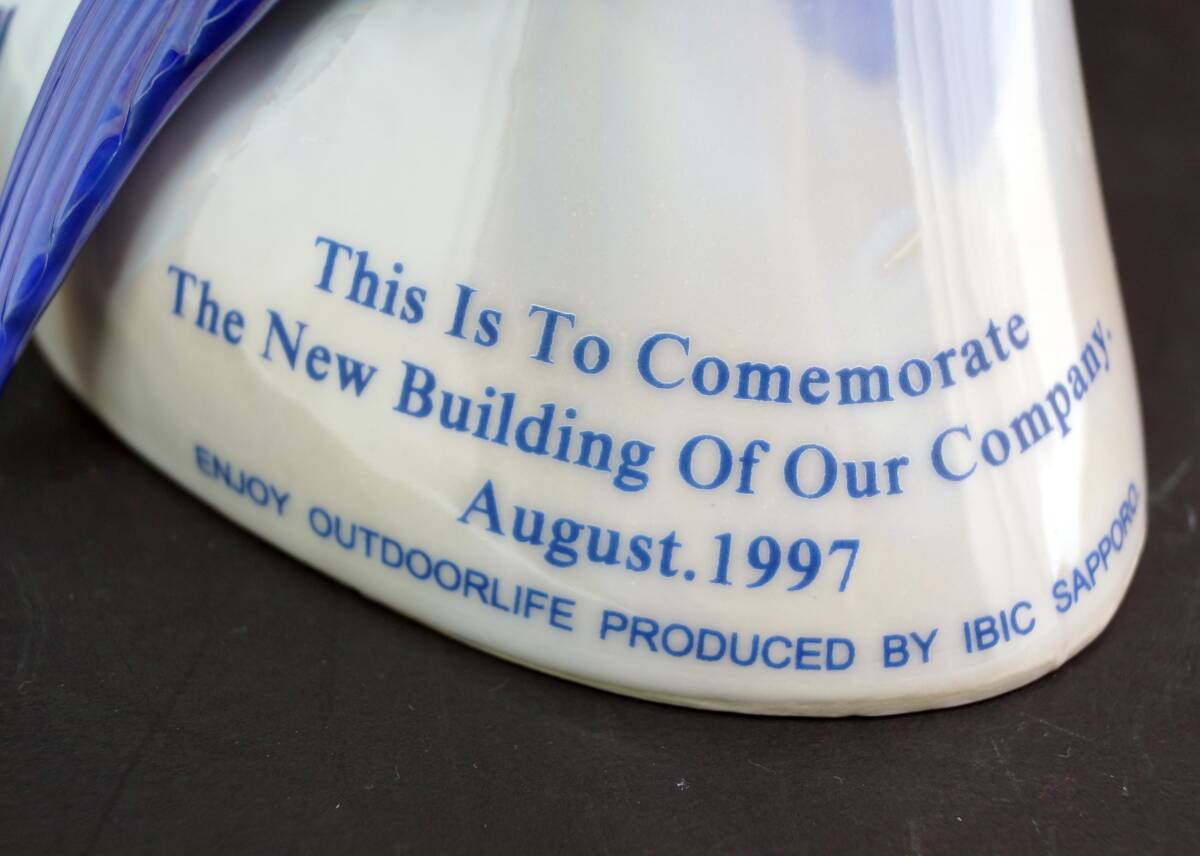 This Is To Comemorate
The New Building Of Our Company.
August.1997
ENJOY OUTDOORLIFE PRODUCED BY IBIC SAPPORO.